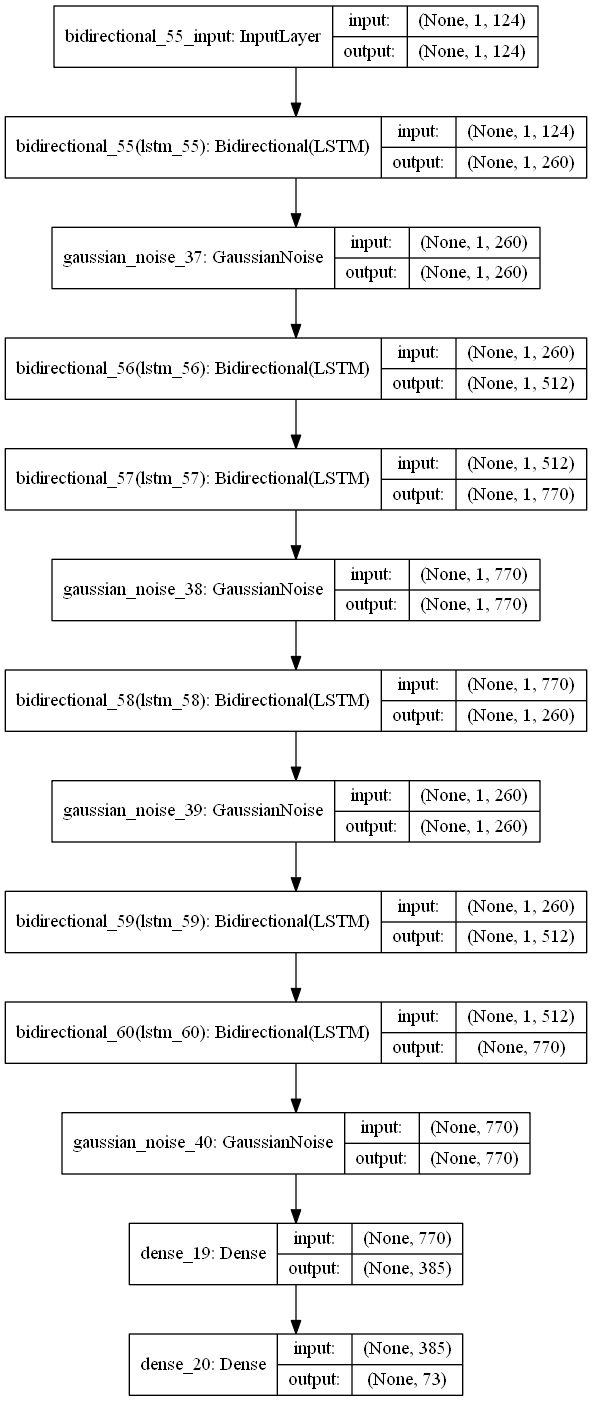 bidirectional_55_input: InputLayer
input: (None, 1, 124)
output: (None, 1, 124)
bidirectional_55(lstm_55): Bidirectional(LSTM)
input: (None, 1, 124)
output: (None, 1, 260)
gaussian_noise_37: GaussianNoise
input: (None, 1, 260)
output: (None, 1, 260)
bidirectional_56(lstm_56): Bidirectional(LSTM)
input: (None, 1, 260)
output: (None, 1, 512)
bidirectional_57(lstm_57): Bidirectional(LSTM)
input: (None, 1, 512)
output: (None, 1, 770)
gaussian_noise_38: GaussianNoise
input: (None, 1, 770)
output: (None, 1, 770)
bidirectional_58(lstm_58): Bidirectional(LSTM)
input: (None, 1, 770)
output: (None, 1, 260)
gaussian_noise_39: GaussianNoise
input: (None, 1, 260)
output: (None, 1, 260)
bidirectional_59(lstm_59): Bidirectional(LSTM)
input: (None, 1, 260)
output: (None, 1, 512)
bidirectional_60(lstm_60): Bidirectional(LSTM)
input: (None, 1, 512)
output: (None, 770)
gaussian_noise_40: GaussianNoise
input: (None, 770)
output: (None, 770)
dense_19: Dense
input: (None, 770)
output: (None, 385)
dense_20: Dense
input: (None, 385)
output: (None, 73)